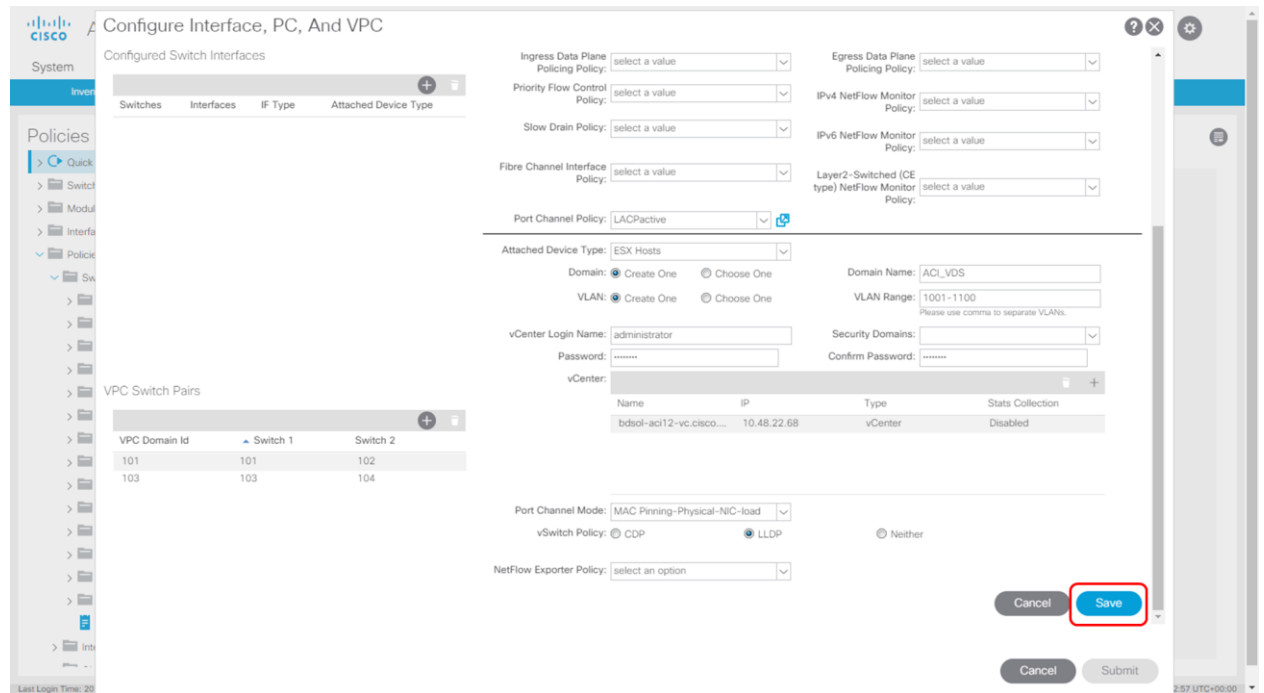 cisco
Configure Interface, PC, And VPC
System
Configured Switch Interfaces
Switches Interfaces IF Type Attached Device Type
Policies
Quick
Interfa
Policie
Ingress Data Plane Policing Policy: select a value
Egress Data Plane Policing Policy: select a value
Priority Flow Control Policy: select a value
IPv4 NetFlow Monitor Policy: select a value
Slow Drain Policy: select a value
IPv6 NetFlow Monitor Policy: select a value
Fibre Channel Interface Policy: select a value
Layer2-Switched (CE type) NetFlow Monitor Policy: select a value
Port Channel Policy: LACPactive
Attached Device Type: ESX Hosts
Domain: Create One Choose One
Domain Name: ACI_VDS
VLAN: Create One Choose One
VLAN Range: 1001-1100
Please use comma to separate VLANs.
vCenter Login Name: administrator
Security Domains:
Password: ········
Confirm Password: ········
vCenter:
Name IP Type Stats Collection
bdsol-aci12-vc.cisco.... 10.48.22.68 vCenter Disabled
VPC Switch Pairs
VPC Domain Id Switch 1 Switch 2
101 101 102
103 103 104
Port Channel Mode: MAC Pinning-Physical-NIC-load
vSwitch Policy: CDP LLDP Neither
NetFlow Exporter Policy: select an option
Cancel Save
Cancel Submit
Last Login Time: 20
2:57 UTC+00:00